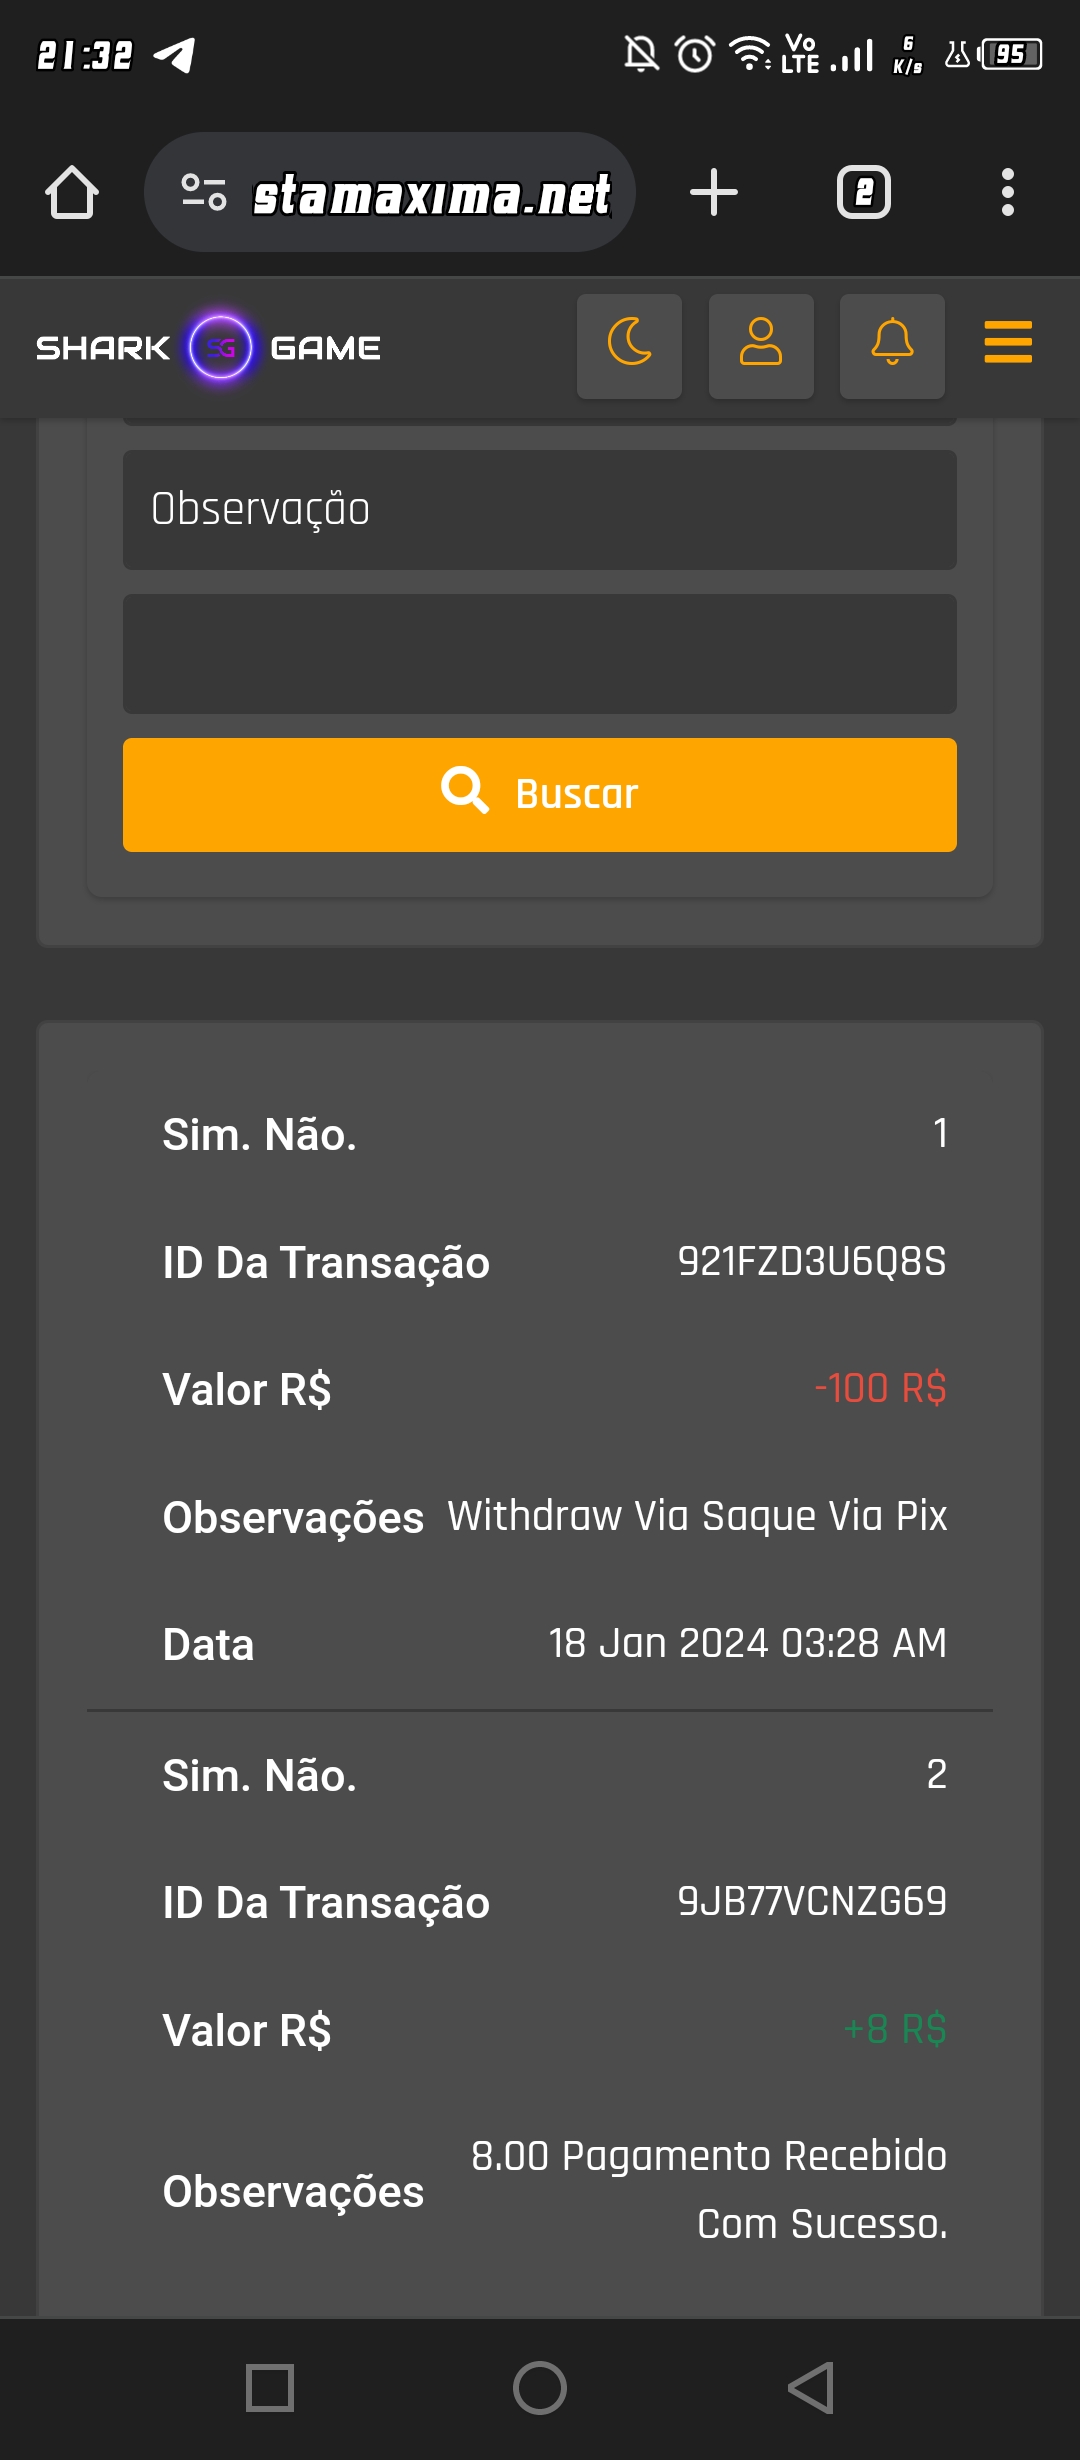 21:32
Vo
LTE
6
K/s
95
stamaxima.net
2
SHARK SG GAME
Observação
Buscar
Sim. Não. 1
ID Da Transação 921FZD3U6Q8S
Valor R$ -100 R$
Observações Withdraw Via Saque Via Pix
Data 18 Jan 2024 03:28 AM
Sim. Não. 2
ID Da Transação 9JB77VCNZG69
Valor R$ +8 R$
Observações 8.00 Pagamento Recebido
Com Sucesso.